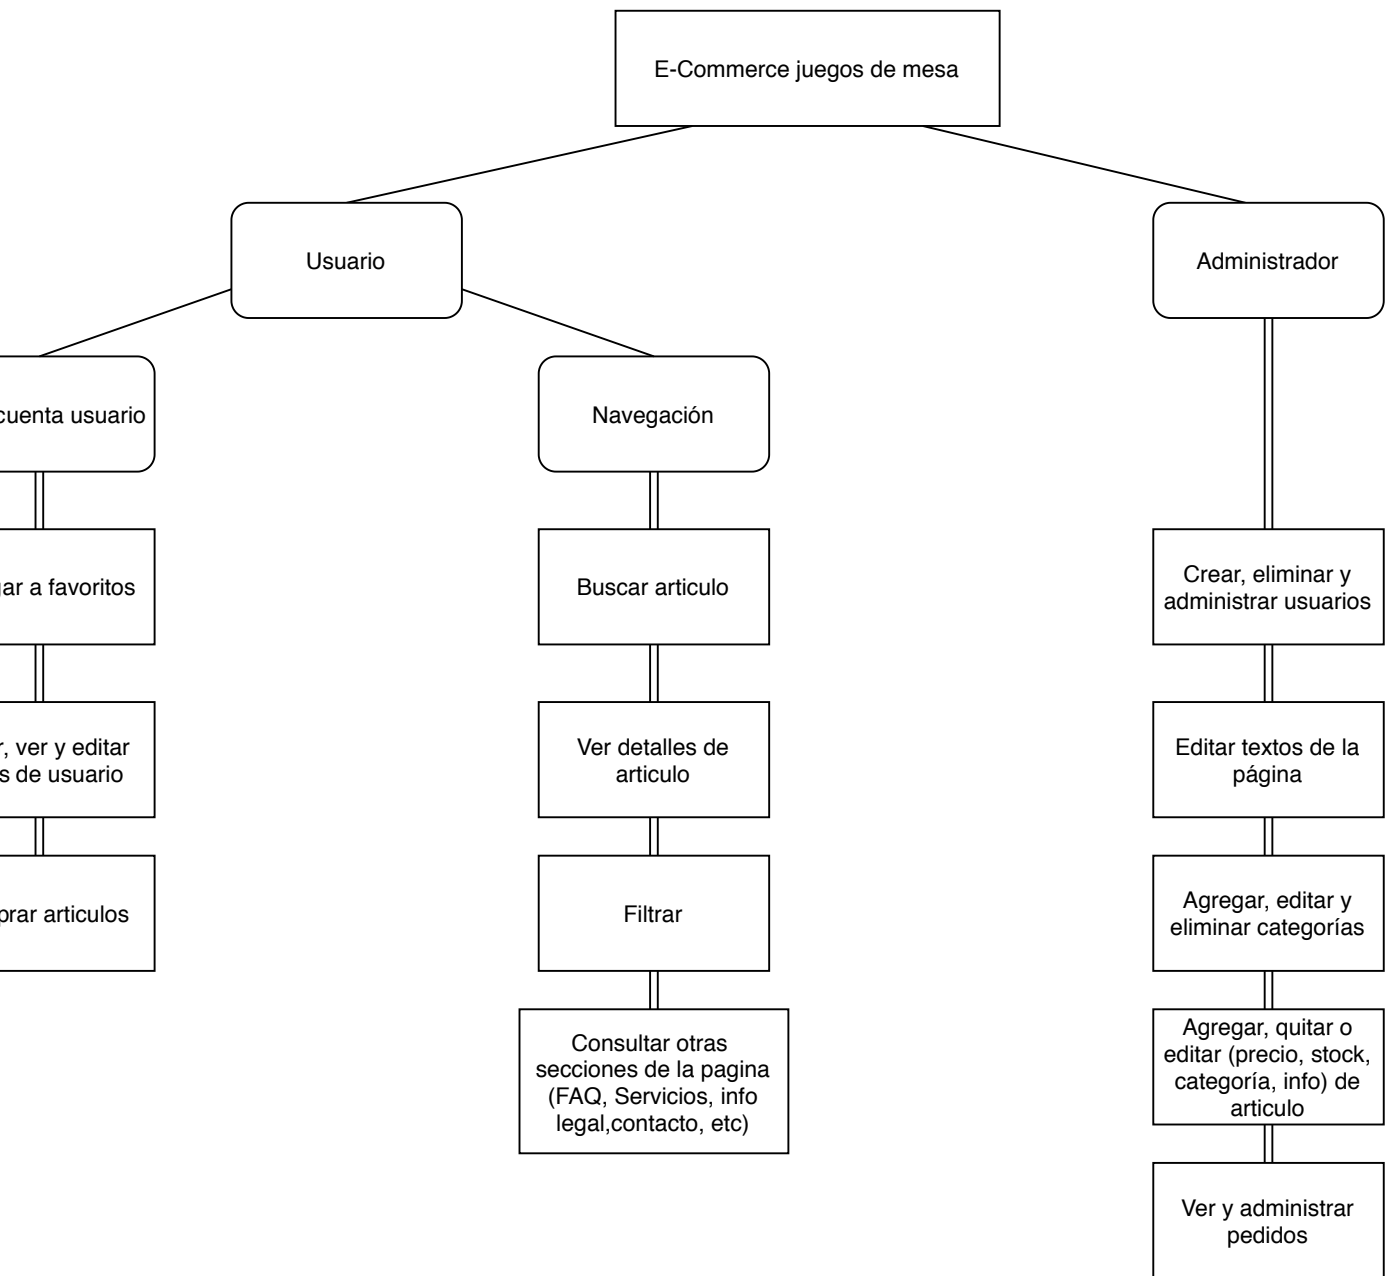 E-Commerce juegos de mesa
Usuario
Administrador
cuenta usuario
Navegación
a favoritos
Buscar articulo
Crear, eliminar y
administrar usuarios
ver y editar
de usuario
Ver detalles de
articulo
Editar textos de la
página
articulos
Filtrar
Agregar, editar y
eliminar categorías
Consultar otras
secciones de la pagina
(FAQ, Servicios, info
legal,contacto, etc)
Agregar, quitar o
editar (precio, stock,
categoría, info) de
articulo
Ver y administrar
pedidos